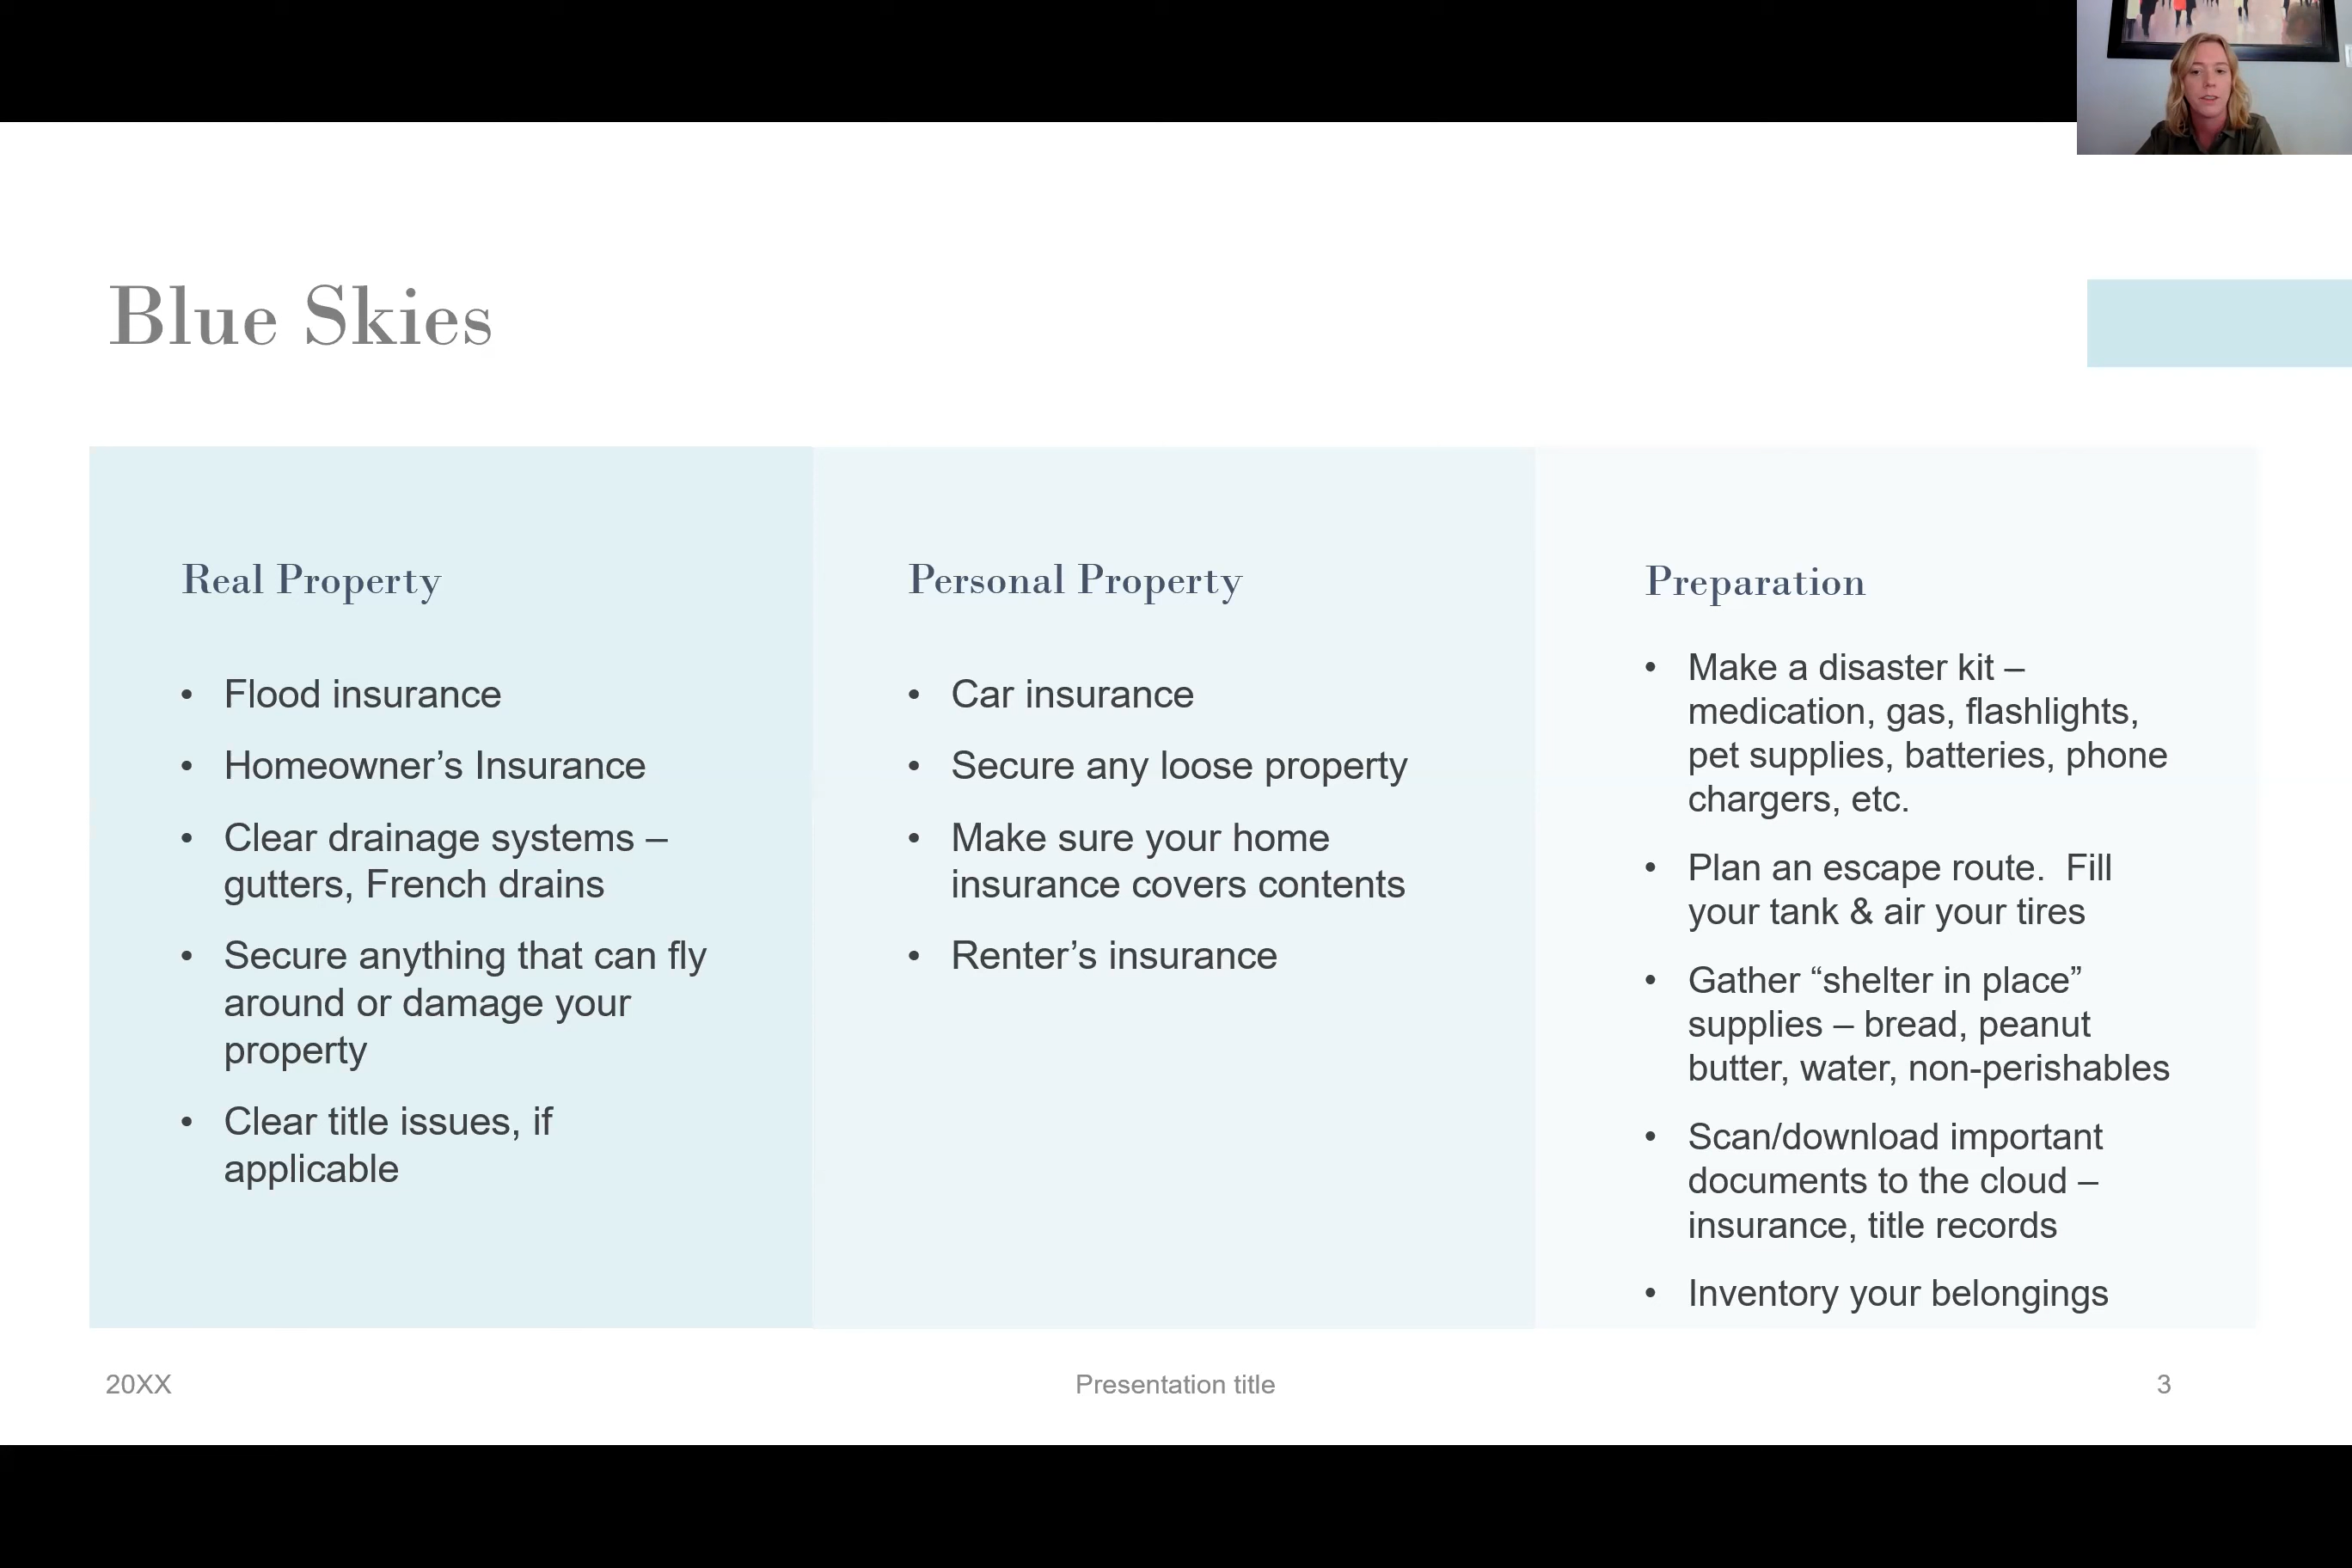 Blue Skies
Real Property
• Flood insurance
• Homeowner’s Insurance
• Clear drainage systems –
gutters, French drains
• Secure anything that can fly
around or damage your
property
• Clear title issues, if
applicable
Personal Property
• Car insurance
• Secure any loose property
• Make sure your home
insurance covers contents
• Renter’s insurance
Preparation
• Make a disaster kit –
medication, gas, flashlights,
pet supplies, batteries, phone
chargers, etc.
• Plan an escape route.  Fill
your tank & air your tires
• Gather “shelter in place”
supplies – bread, peanut
butter, water, non-perishables
• Scan/download important
documents to the cloud –
insurance, title records
• Inventory your belongings
20XX
Presentation title
3